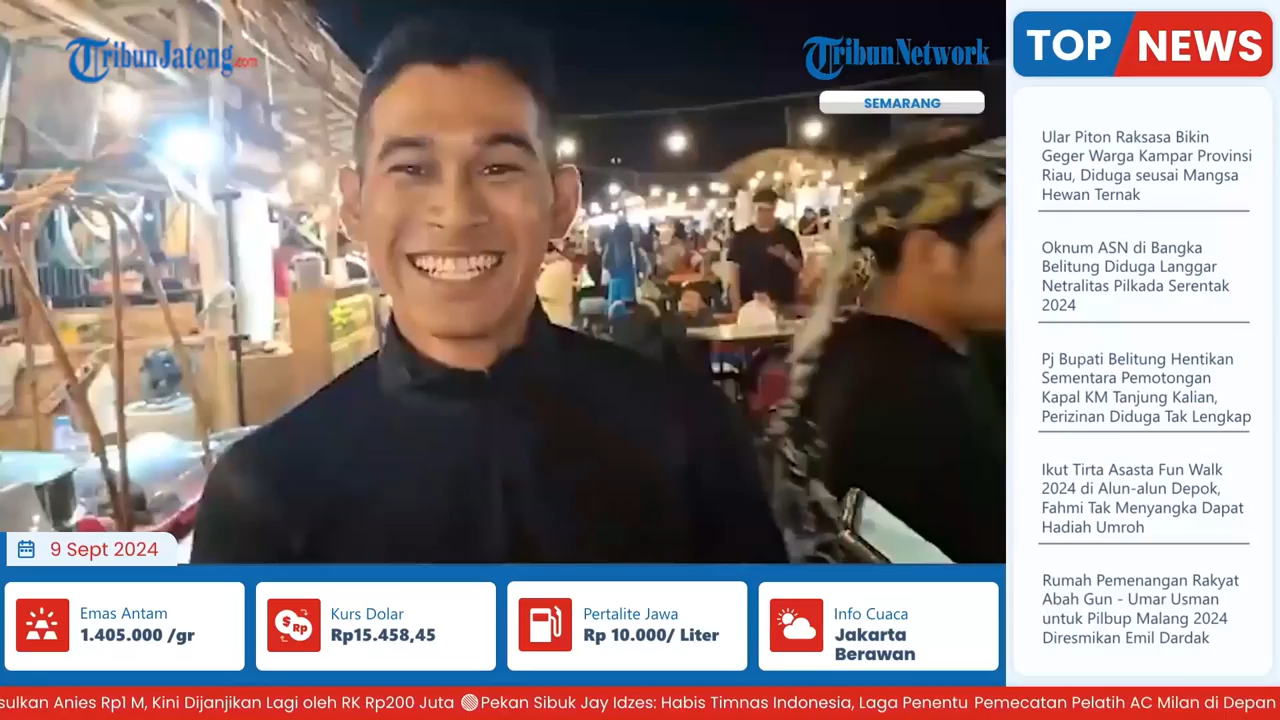 TribunJateng.com
TribunNetwork
SEMARANG
TOP NEWS
Ular Piton Raksasa Bikin
Geger Warga Kampar Provinsi
Riau, Diduga seusai Mangsa
Hewan Ternak
Oknum ASN di Bangka
Belitung Diduga Langgar
Netralitas Pilkada Serentak
2024
Pj Bupati Belitung Hentikan
Sementara Pemotongan
Kapal KM Tanjung Kalian,
Perizinan Diduga Tak Lengkap
Ikut Tirta Asasta Fun Walk
2024 di Alun-alun Depok,
Fahmi Tak Menyangka Dapat
Hadiah Umroh
Rumah Pemenangan Rakyat
Abah Gun - Umar Usman
untuk Pilbup Malang 2024
Diresmikan Emil Dardak
9 Sept 2024
Emas Antam
1.405.000 /gr
$ Rp
Kurs Dolar
Rp15.458,45
Pertalite Jawa
Rp 10.000/ Liter
Info Cuaca
Jakarta
Berawan
sulkan Anies Rp1 M, Kini Dijanjikan Lagi oleh RK Rp200 Juta Pekan Sibuk Jay Idzes: Habis Timnas Indonesia, Laga Penentu Pemecatan Pelatih AC Milan di Depan